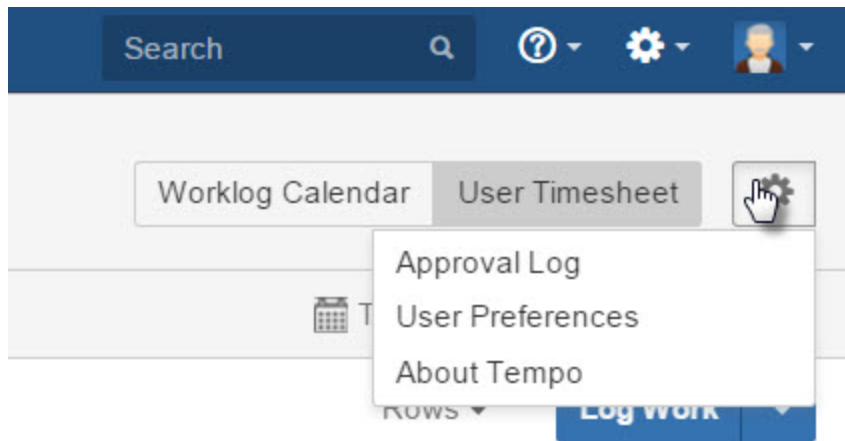 Search
Worklog Calendar User Timesheet
Approval Log
T
User Preferences
About Tempo
Rows Log Work